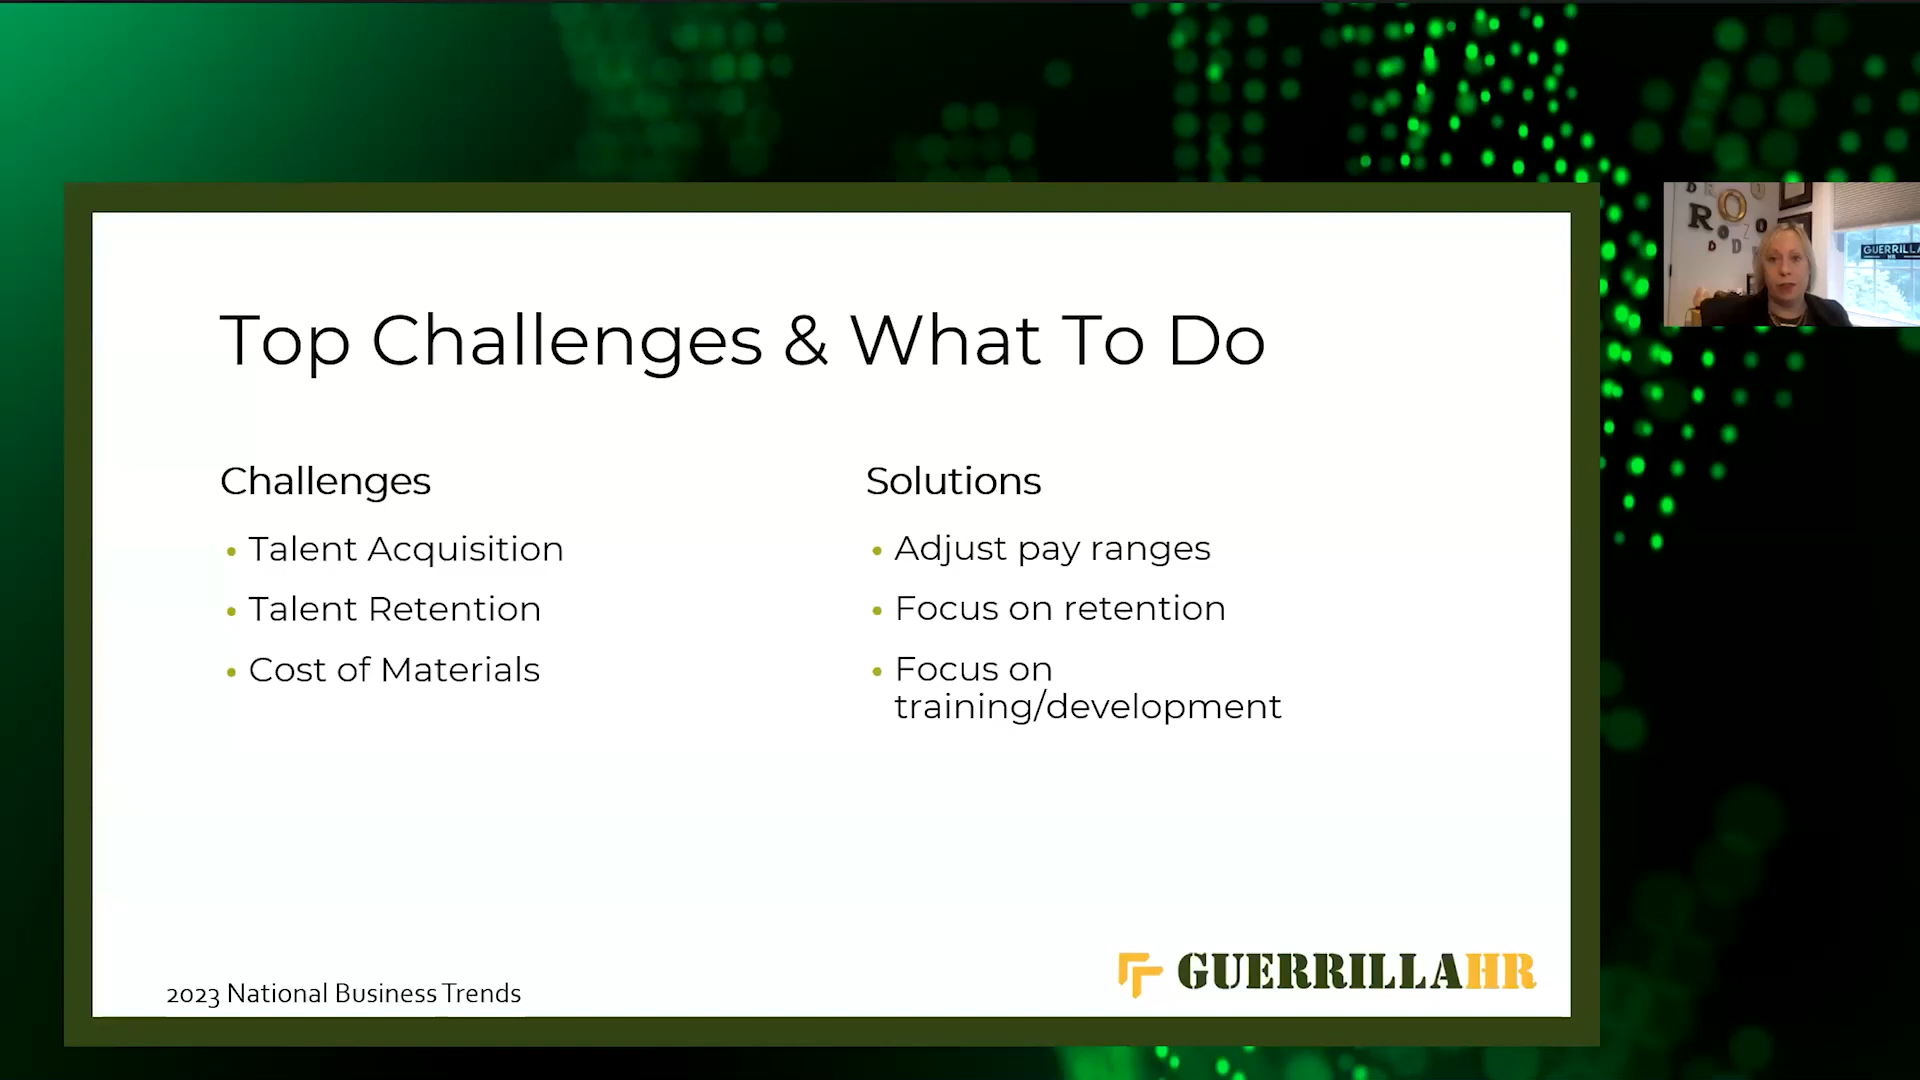 Top Challenges & What To Do
Challenges
• Talent Acquisition
• Talent Retention
• Cost of Materials
Solutions
• Adjust pay ranges
• Focus on retention
• Focus on
training/development
2023 National Business Trends
GUERRILLAHR
GUERRILLA
HR